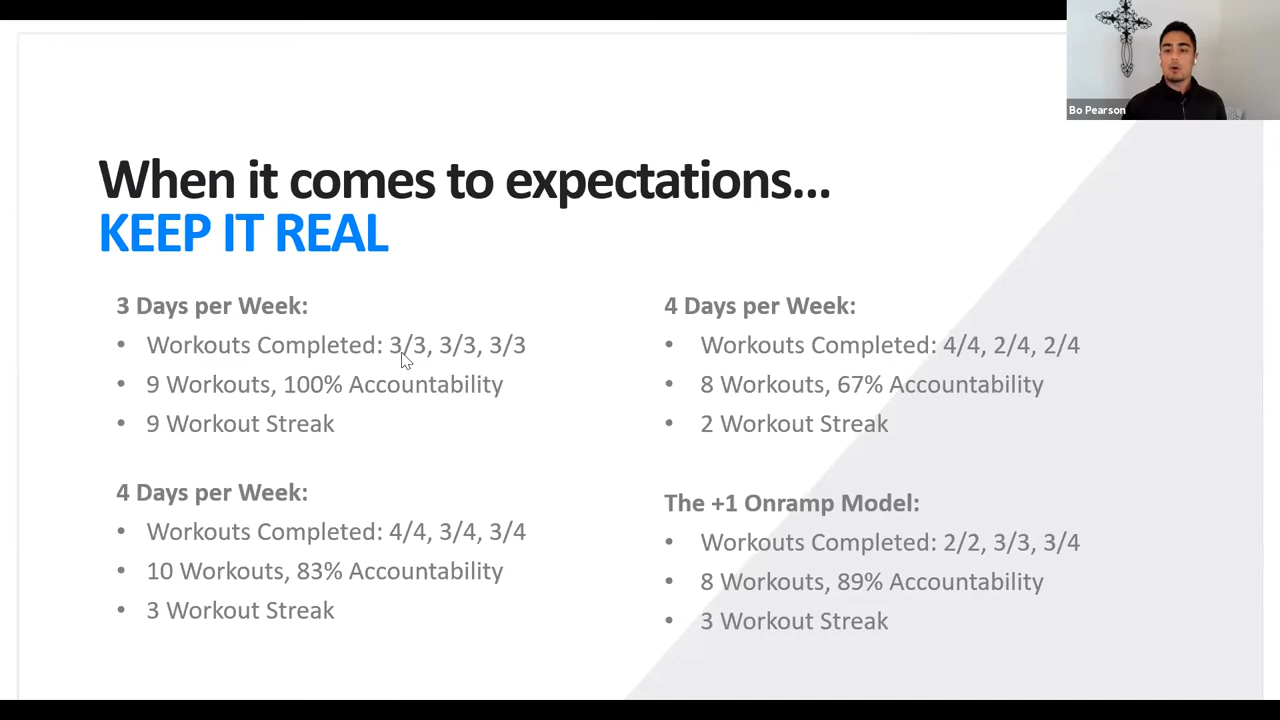 Bo Pearson
When it comes to expectations...
KEEP IT REAL
3 Days per Week:
• Workouts Completed: 3/3, 3/3, 3/3
• 9 Workouts, 100% Accountability
• 9 Workout Streak
4 Days per Week:
• Workouts Completed: 4/4, 3/4, 3/4
• 10 Workouts, 83% Accountability
• 3 Workout Streak
4 Days per Week:
• Workouts Completed: 4/4, 2/4, 2/4
• 8 Workouts, 67% Accountability
• 2 Workout Streak
The +1 Onramp Model:
• Workouts Completed: 2/2, 3/3, 3/4
• 8 Workouts, 89% Accountability
• 3 Workout Streak